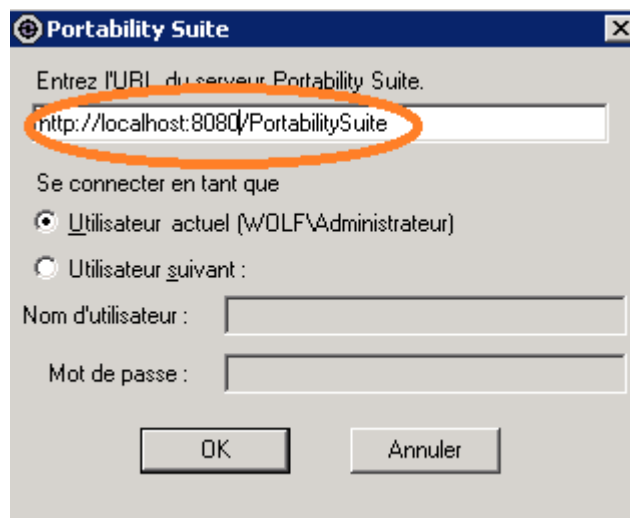 Portability Suite
Entrez l'URL du serveur Portability Suite.
http://localhost:8080/PortabilitySuite
Se connecter en tant que
Utilisateur actuel (WOLF\Administrateur)
Utilisateur suivant :
Nom d'utilisateur :
Mot de passe :
OK Annuler